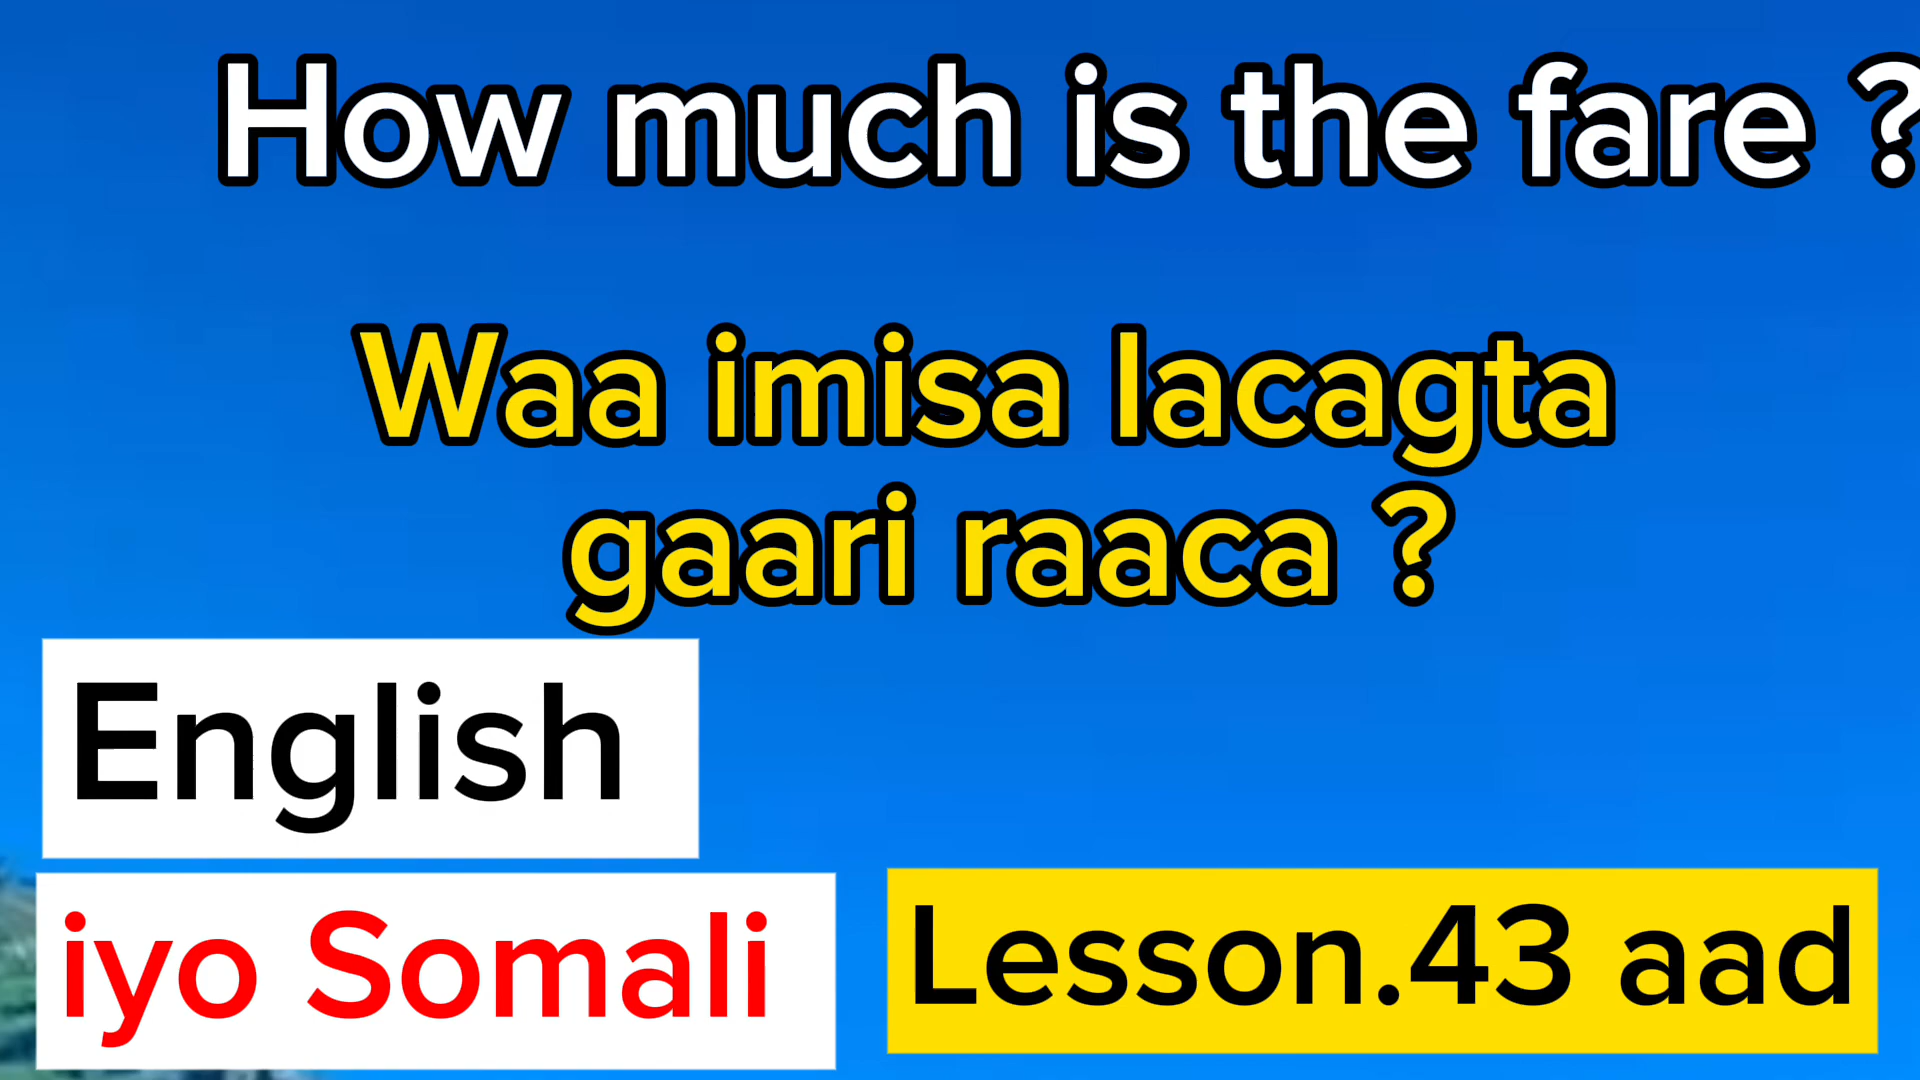 How much is the fare ?
Waa imisa lacagta
gaari raaca ?
English
iyo Somali
Lesson.43 aad